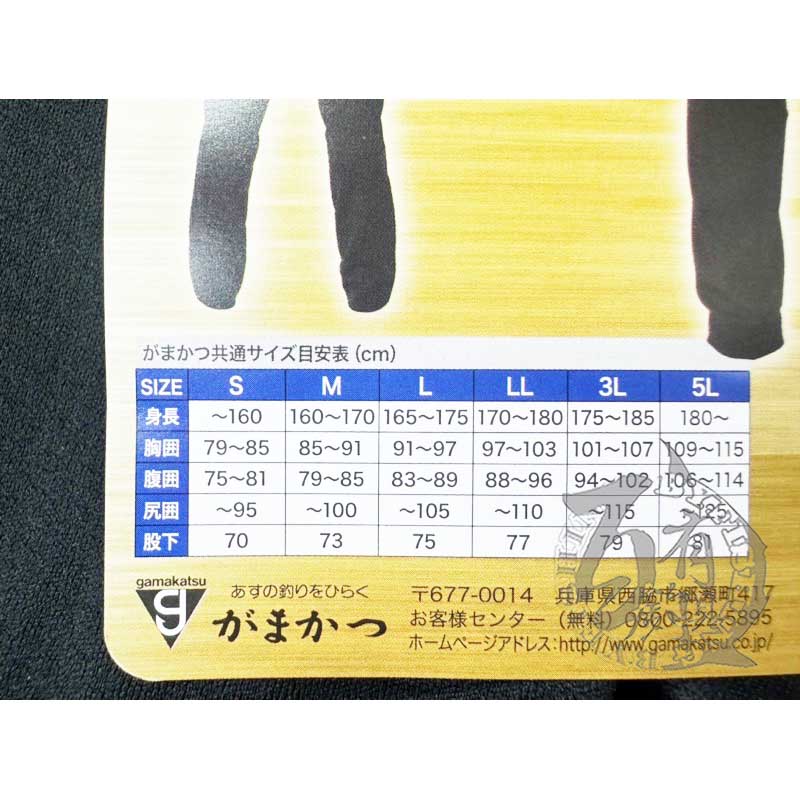 がまかつ共通サイズ目安表(cm)
SIZE S M L LL 3L 5L
身長 ～160 160～170 165～175 170～180 175～185 180～
胸囲 79～85 85～91 91～97 97～103 101～107 109～115
腹囲 75～81 79～85 83～89 88～96 94～102 106～114
尻囲 ～95 ～100 ～105 ～110 ～115 ～125
股下 70 73 75 77 79 81
gamakatsu
g
あすの釣りをひらく
がまかつ
〒677-0014 兵庫県西脇市郷瀬町417
お客様センター (無料) 0800-222-5895
ホームページアドレス:http://www.gamakatsu.co.jp/